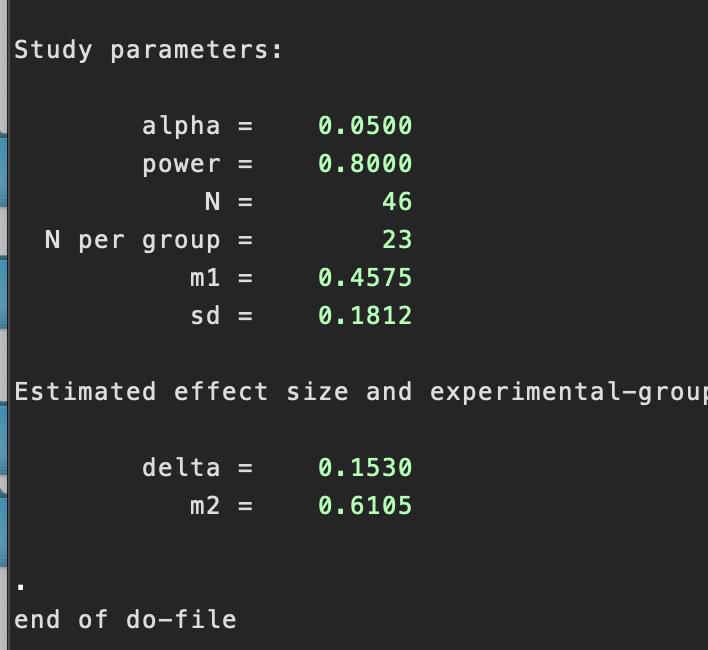 Study parameters:
alpha = 0.0500
power = 0.8000
N = 46
N per group = 23
m1 = 0.4575
sd = 0.1812
Estimated effect size and experimental-group
delta = 0.1530
m2 = 0.6105
.
end of do-file